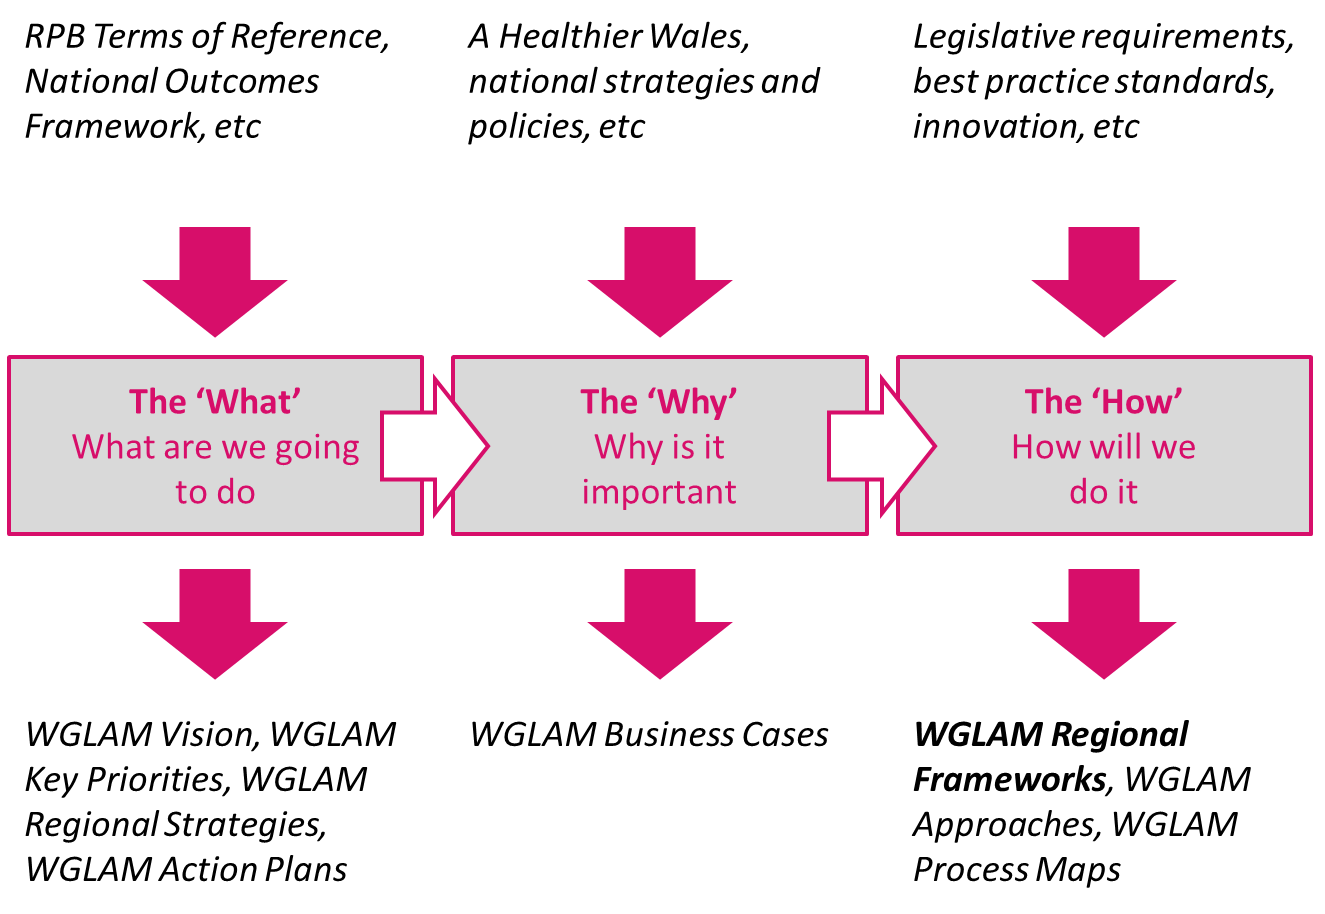 RPB Terms of Reference,
National Outcomes
Framework, etc
A Healthier Wales,
national strategies and
policies, etc
Legislative requirements,
best practice standards,
innovation, etc
The ‘What’
What are we going
to do
The ‘Why’
Why is it
important
The ‘How’
How will we
do it
WGLAM Vision, WGLAM
Key Priorities, WGLAM
Regional Strategies,
WGLAM Action Plans
WGLAM Business Cases
WGLAM Regional
Frameworks, WGLAM
Approaches, WGLAM
Process Maps